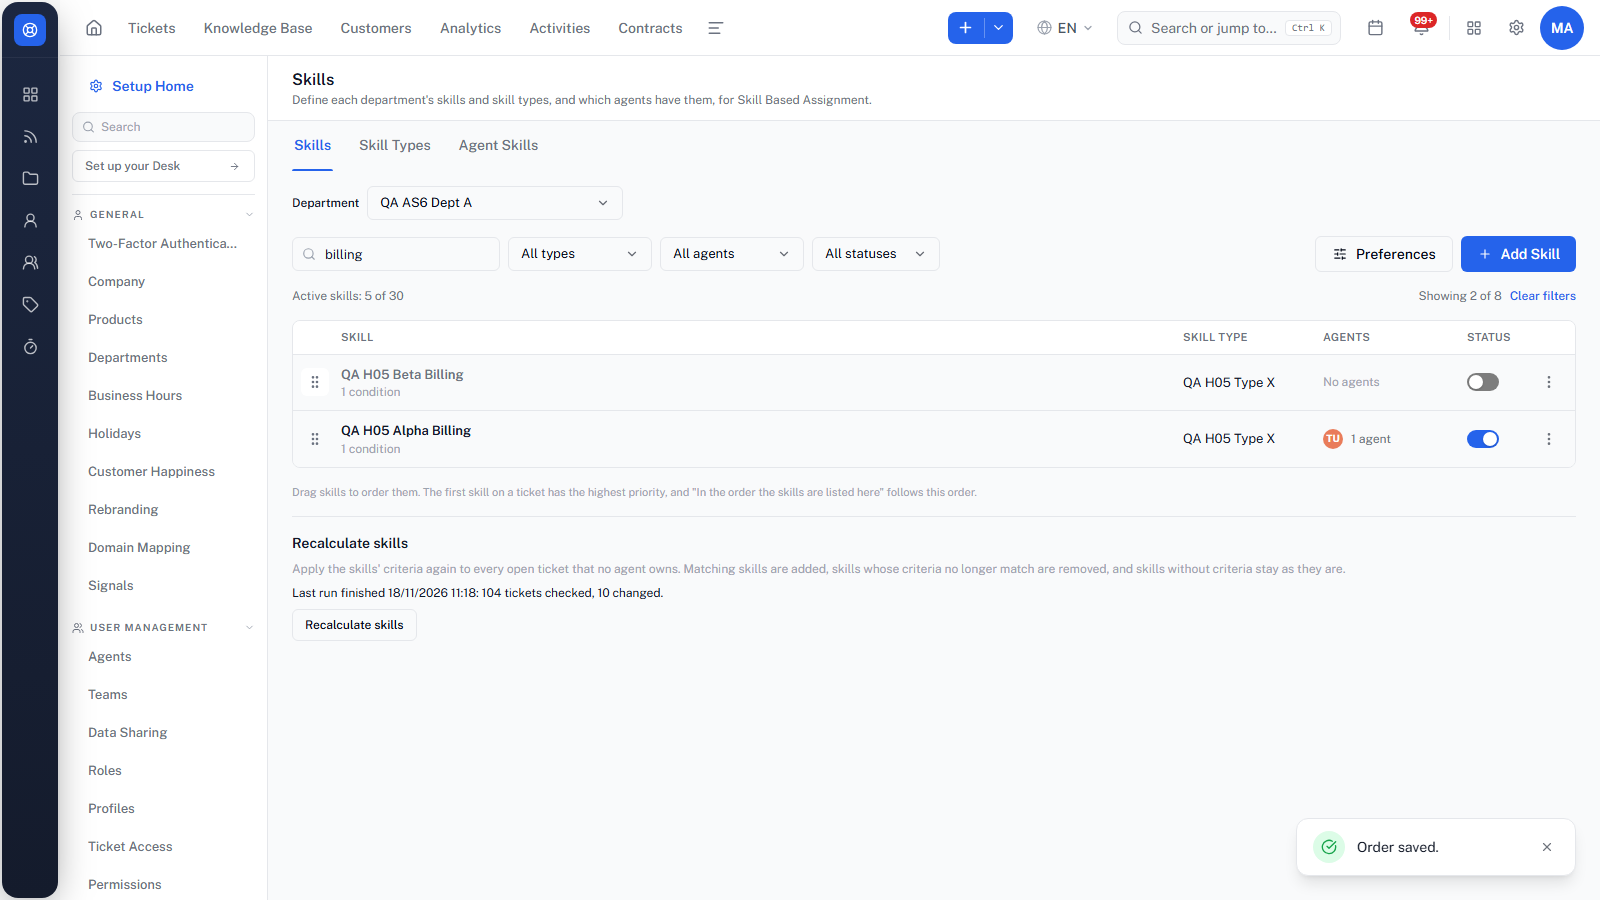 Tickets
Knowledge Base
Customers
Analytics
Activities
Contracts
EN
Search or jump to...
Ctrl K
99+
MA
Setup Home
Search
Set up your Desk
GENERAL
Two-Factor Authentica...
Company
Products
Departments
Business Hours
Holidays
Customer Happiness
Rebranding
Domain Mapping
Signals
USER MANAGEMENT
Agents
Teams
Data Sharing
Roles
Profiles
Ticket Access
Permissions
Skills
Define each department's skills and skill types, and which agents have them, for Skill Based Assignment.
Skills
Skill Types
Agent Skills
Department
QA AS6 Dept A
billing
All types
All agents
All statuses
Preferences
Add Skill
Active skills: 5 of 30
Showing 2 of 8
Clear filters
SKILL
SKILL TYPE
AGENTS
STATUS
QA H05 Beta Billing
1 condition
QA H05 Type X
No agents
QA H05 Alpha Billing
1 condition
QA H05 Type X
TU
1 agent
Drag skills to order them. The first skill on a ticket has the highest priority, and "In the order the skills are listed here" follows this order.
Recalculate skills
Apply the skills' criteria again to every open ticket that no agent owns. Matching skills are added, skills whose criteria no longer match are removed, and skills without criteria stay as they are.
Last run finished 18/11/2026 11:18: 104 tickets checked, 10 changed.
Recalculate skills
Order saved.